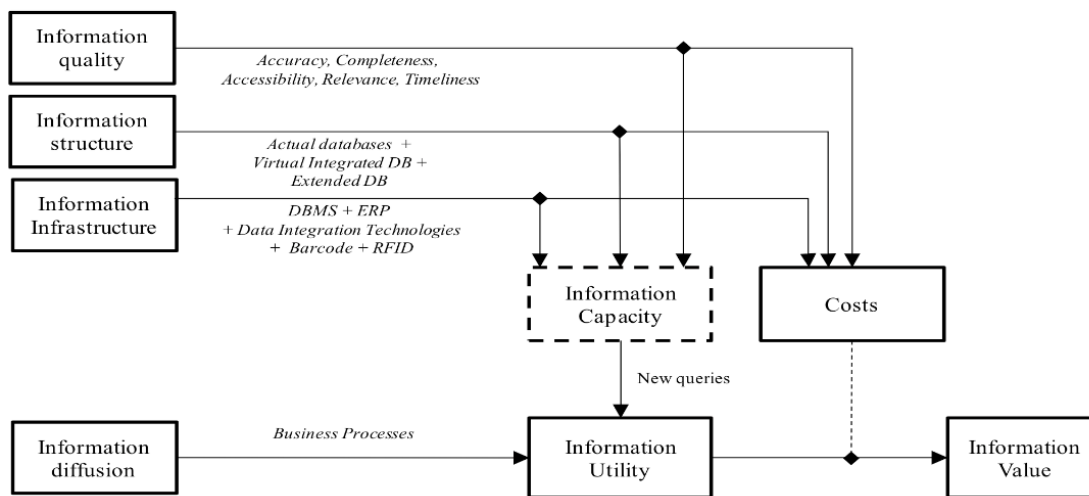 Information
quality
Accuracy, Completeness,
Accessibility, Relevance, Timeliness
Information
structure
Actual databases +
Virtual Integrated DB +
Extended DB
Information
Infrastructure
DBMS + ERP
+ Data Integration Technologies
+ Barcode + RFID
Information
Capacity
Costs
New queries
Information
diffusion
Business Processes
Information
Utility
Information
Value